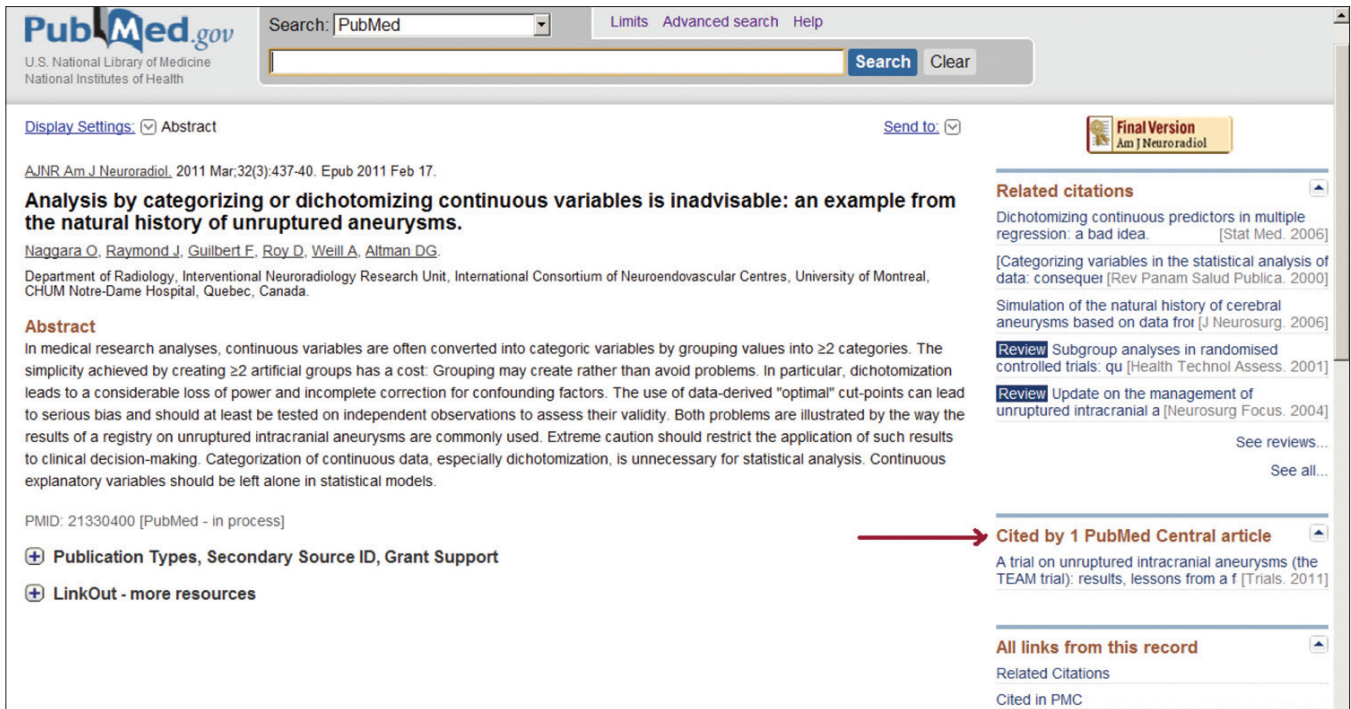 PubMed.gov
U.S. National Library of Medicine
National Institutes of Health
Search: PubMed
Limits Advanced search Help
Search Clear
Display Settings: Abstract
Send to:
AJNR Am J Neuroradiol. 2011 Mar;32(3):437-40. Epub 2011 Feb 17.
Analysis by categorizing or dichotomizing continuous variables is inadvisable: an example from
the natural history of unruptured aneurysms.
Naggara O, Raymond J, Guilbert F, Roy D, Weill A, Altman DG.
Department of Radiology, Interventional Neuroradiology Research Unit, International Consortium of Neuroendovascular Centres, University of Montreal,
CHUM Notre-Dame Hospital, Quebec, Canada.
Abstract
In medical research analyses, continuous variables are often converted into categoric variables by grouping values into ≥2 categories. The
simplicity achieved by creating ≥2 artificial groups has a cost: Grouping may create rather than avoid problems. In particular, dichotomization
leads to a considerable loss of power and incomplete correction for confounding factors. The use of data-derived "optimal" cut-points can lead
to serious bias and should at least be tested on independent observations to assess their validity. Both problems are illustrated by the way the
results of a registry on unruptured intracranial aneurysms are commonly used. Extreme caution should restrict the application of such results
to clinical decision-making. Categorization of continuous data, especially dichotomization, is unnecessary for statistical analysis. Continuous
explanatory variables should be left alone in statistical models.
PMID: 21330400 [PubMed - in process]
Publication Types, Secondary Source ID, Grant Support
LinkOut - more resources
Final Version
Am J Neuroradiol
Related citations
Dichotomizing continuous predictors in multiple
regression: a bad idea. [Stat Med. 2006]
[Categorizing variables in the statistical analysis of
data: consequer [Rev Panam Salud Publica. 2000]
Simulation of the natural history of cerebral
aneurysms based on data fror [J Neurosurg. 2006]
Review Subgroup analyses in randomised
controlled trials: qu [Health Technol Assess. 2001]
Review Update on the management of
unruptured intracranial a [Neurosurg Focus. 2004]
See reviews...
See all...
Cited by 1 PubMed Central article
A trial on unruptured intracranial aneurysms (the
TEAM trial): results, lessons from a f [Trials. 2011]
All links from this record
Related Citations
Cited in PMC